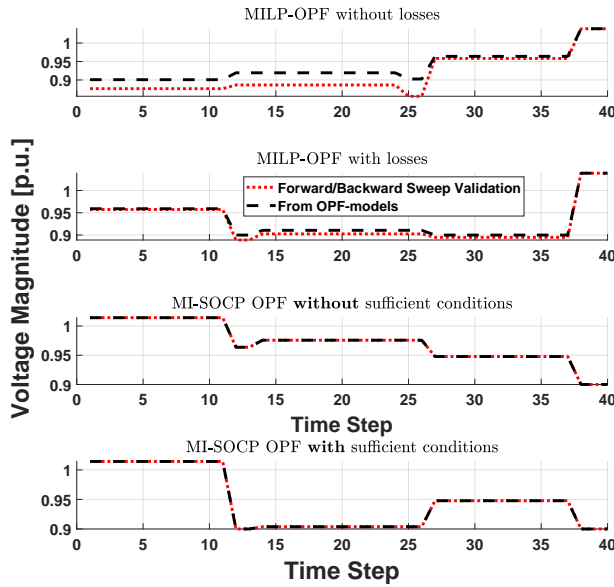 MILP-OPF without losses
1
0.95
0.9
0 5 10 15 20 25 30 35 40
MILP-OPF with losses
Forward/Backward Sweep Validation
From OPF-models
1
0.95
0.9
0 5 10 15 20 25 30 35 40
Voltage Magnitude [p.u.]
MI-SOCP OPF without sufficient conditions
1
0.95
0.9
0 5 10 15 20 25 30 35 40
Time Step
MI-SOCP OPF with sufficient conditions
1
0.95
0.9
0 5 10 15 20 25 30 35 40
Time Step